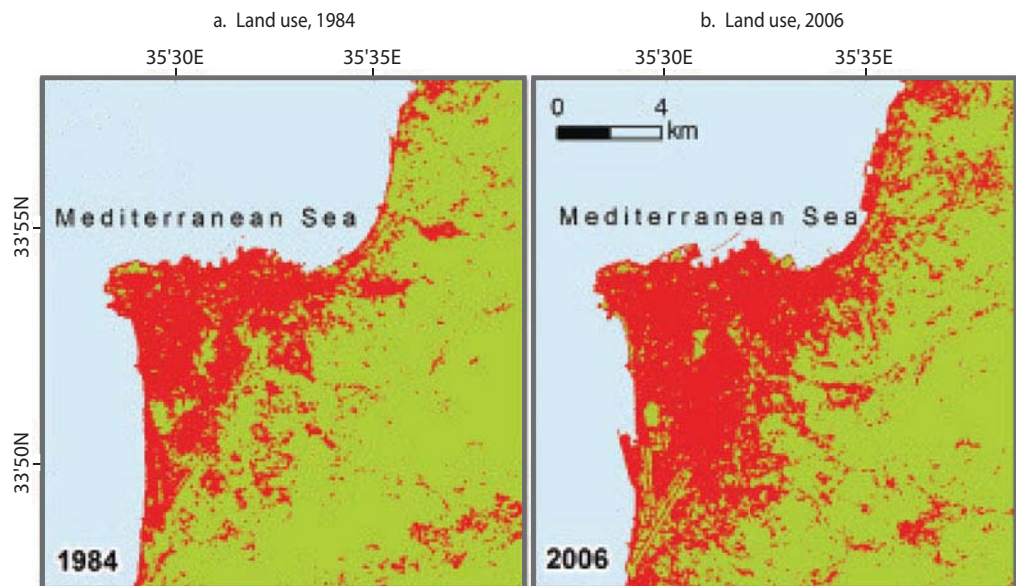 a. Land use, 1984
b. Land use, 2006
35'30E
35'35E
35'30E
35'35E
0 4
km
33'55N
Mediterranean Sea
Mediterranean Sea
33'50N
1984
2006